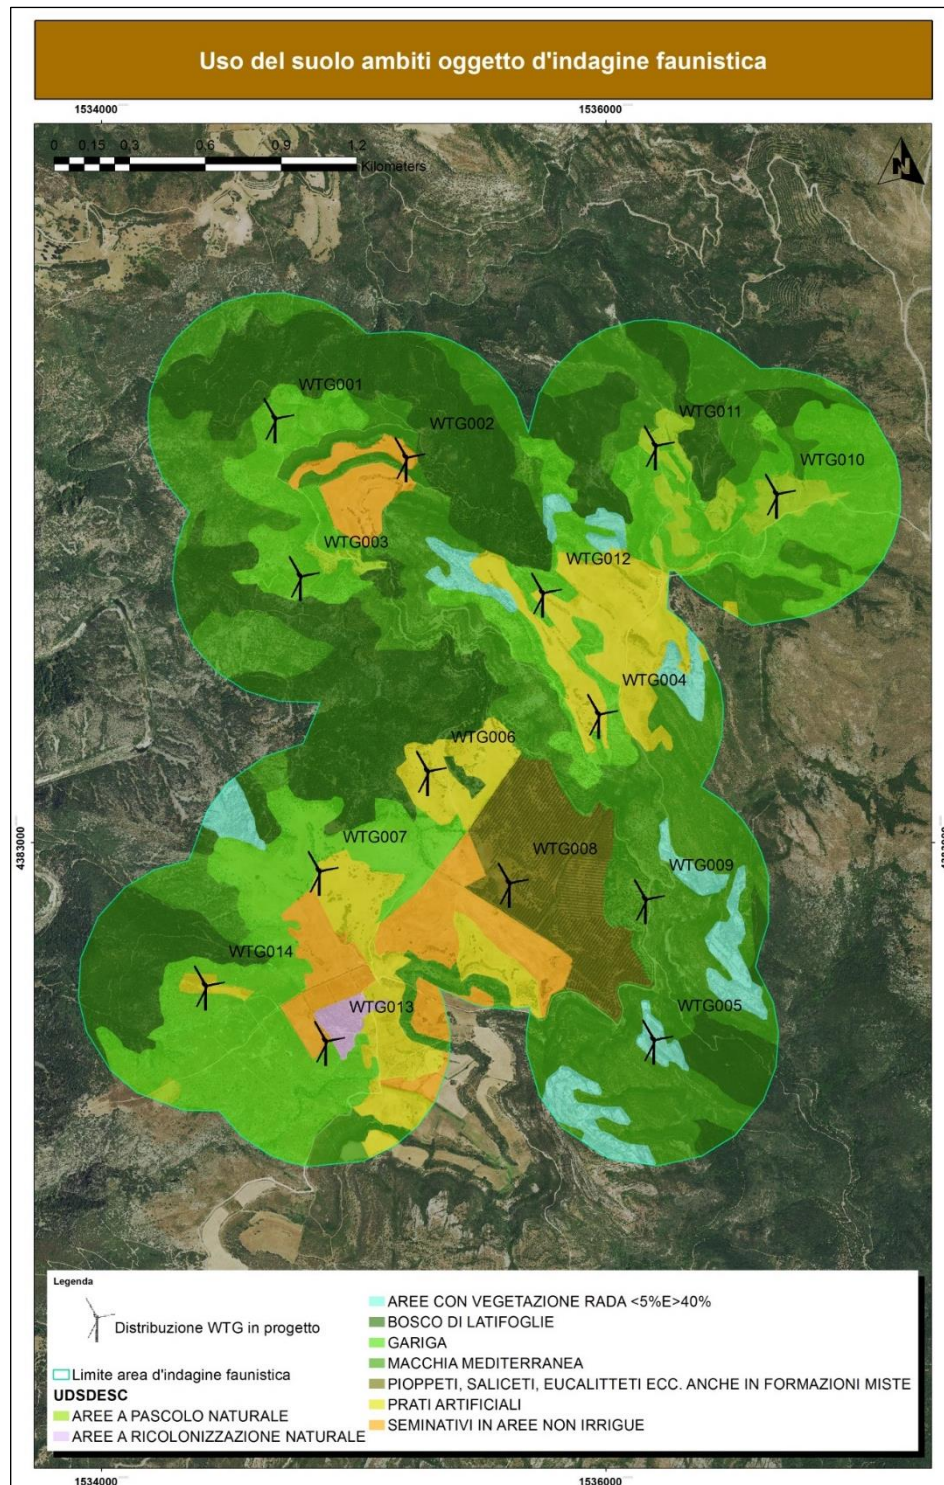 Uso del suolo ambiti oggetto d'indagine faunistica
1534000 1536000
0 0.15 0.3 0.6 0.9 1.2
Kilometers
N
WTG001
WTG002
WTG011
WTG010
WTG003
WTG012
WTG004
WTG006
4383000 4383000
WTG007
WTG008
WTG009
WTG014
WTG013
WTG005
Legenda
Distribuzione WTG in progetto
Limite area d'indagine faunistica
UDSDESC
AREE A PASCOLO NATURALE
AREE A RICOLONIZZAZIONE NATURALE
AREE CON VEGETAZIONE RADA <5%E>40%
BOSCO DI LATIFOGLIE
GARIGA
MACCHIA MEDITERRANEA
PIOPPETI, SALICETI, EUCALITTETI ECC. ANCHE IN FORMAZIONI MISTE
PRATI ARTIFICIALI
SEMINATIVI IN AREE NON IRRIGUE
1534000 1536000